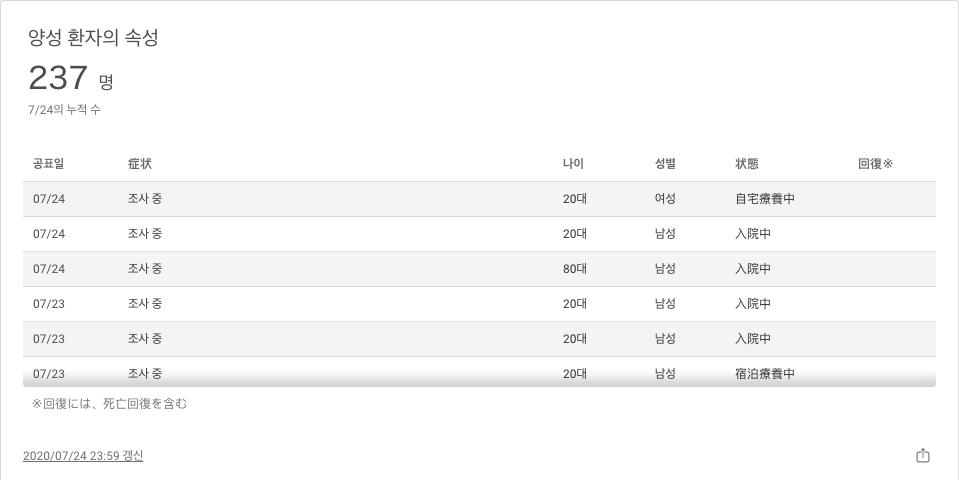 양성 환자의 속성
237 명
7/24의 누적 수
공표일 症状 나이 성별 状態 回復※
07/24 조사 중 20대 여성 自宅療養中
07/24 조사 중 20대 남성 入院中
07/24 조사 중 80대 남성 入院中
07/23 조사 중 20대 남성 入院中
07/23 조사 중 20대 남성 入院中
07/23 조사 중 20대 남성 宿泊療養中
※回復には、死亡回復を含む
2020/07/24 23:59 갱신